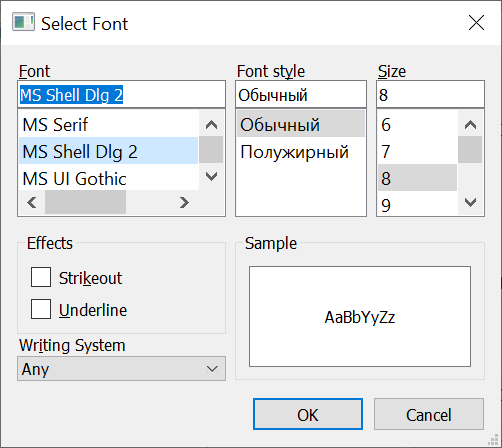 Select Font
Font
Font style
Size
MS Shell Dlg 2
Обычный
8
MS Serif
MS Shell Dlg 2
MS UI Gothic
Обычный
Полужирный
6
7
8
9
Effects
Strikeout
Underline
Sample
AaBbYyZz
Writing System
Any
OK
Cancel